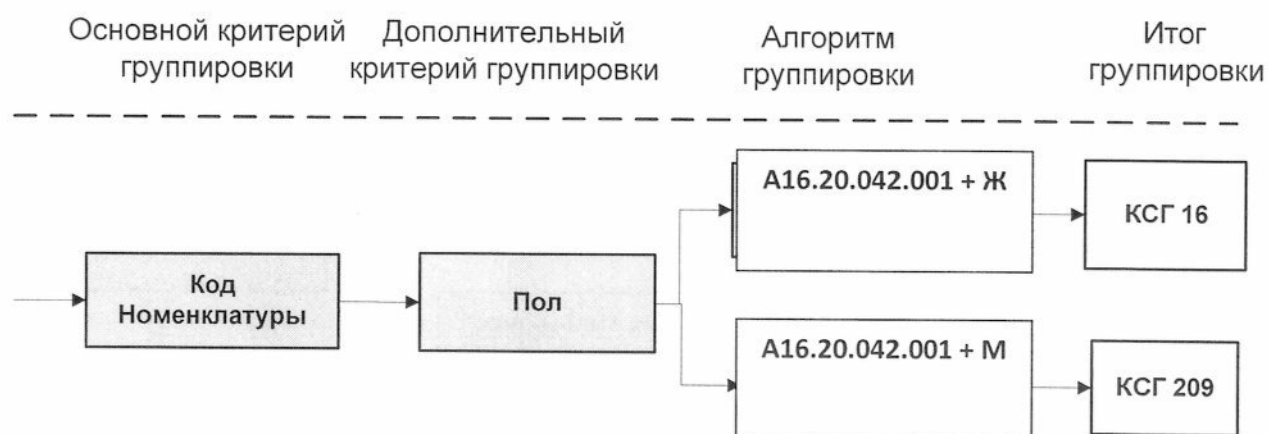 Основной критерий
группировки
Дополнительный
критерий группировки
Алгоритм
группировки
Итог
группировки
Код
Номенклатуры
Пол
А16.20.042.001 + Ж
КСГ 16
А16.20.042.001 + М
КСГ 209